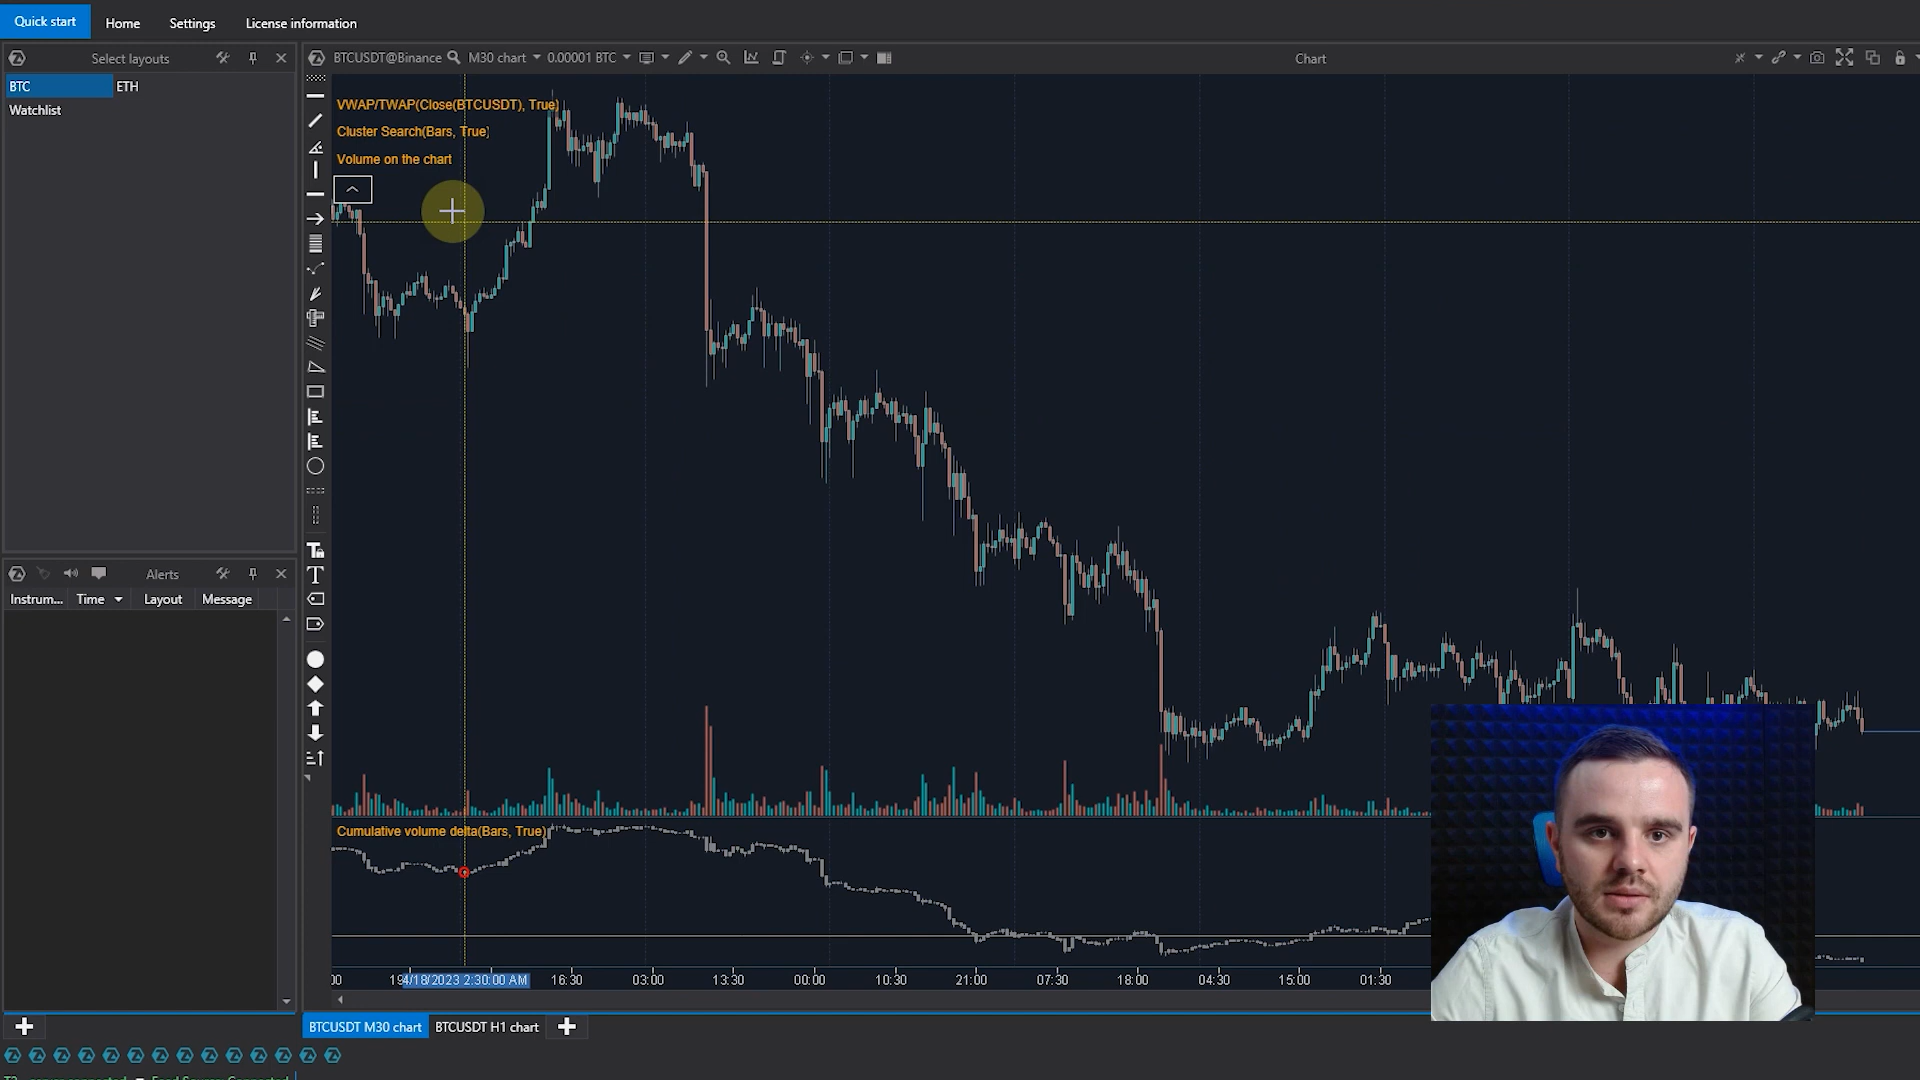 Quick start Home Settings License information
Select layouts
BTCUSDT@Binance M30 chart 0.00001 BTC Chart
BTC ETH
Watchlist
VWAP/TWAP(Close(BTCUSDT), True)
Cluster Search(Bars, True)
Volume on the chart
Alerts
Instrum... Time Layout Message
Cumulative volume delta(Bars, True)
4/18/2023 2:30:00 AM 16:30 03:00 13:30 00:00 10:30 21:00 07:30 18:00 04:30 15:00 01:30
BTCUSDT M30 chart BTCUSDT H1 chart